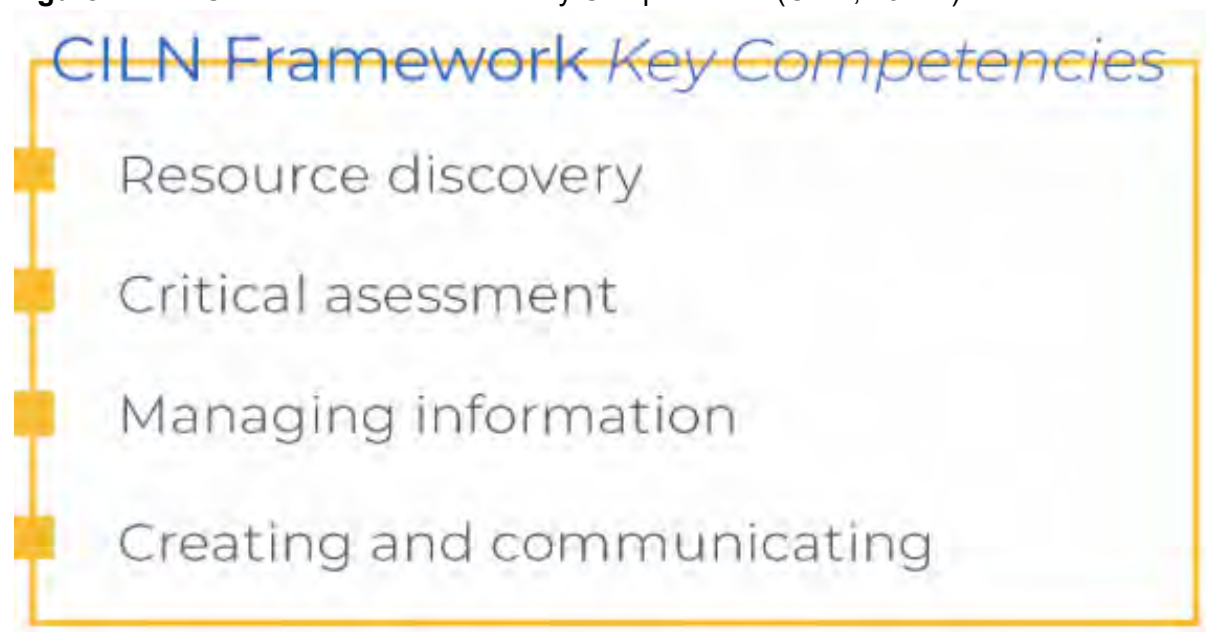 CILN Framework Key Competencies
Resource discovery
Critical asessment
Managing information
Creating and communicating